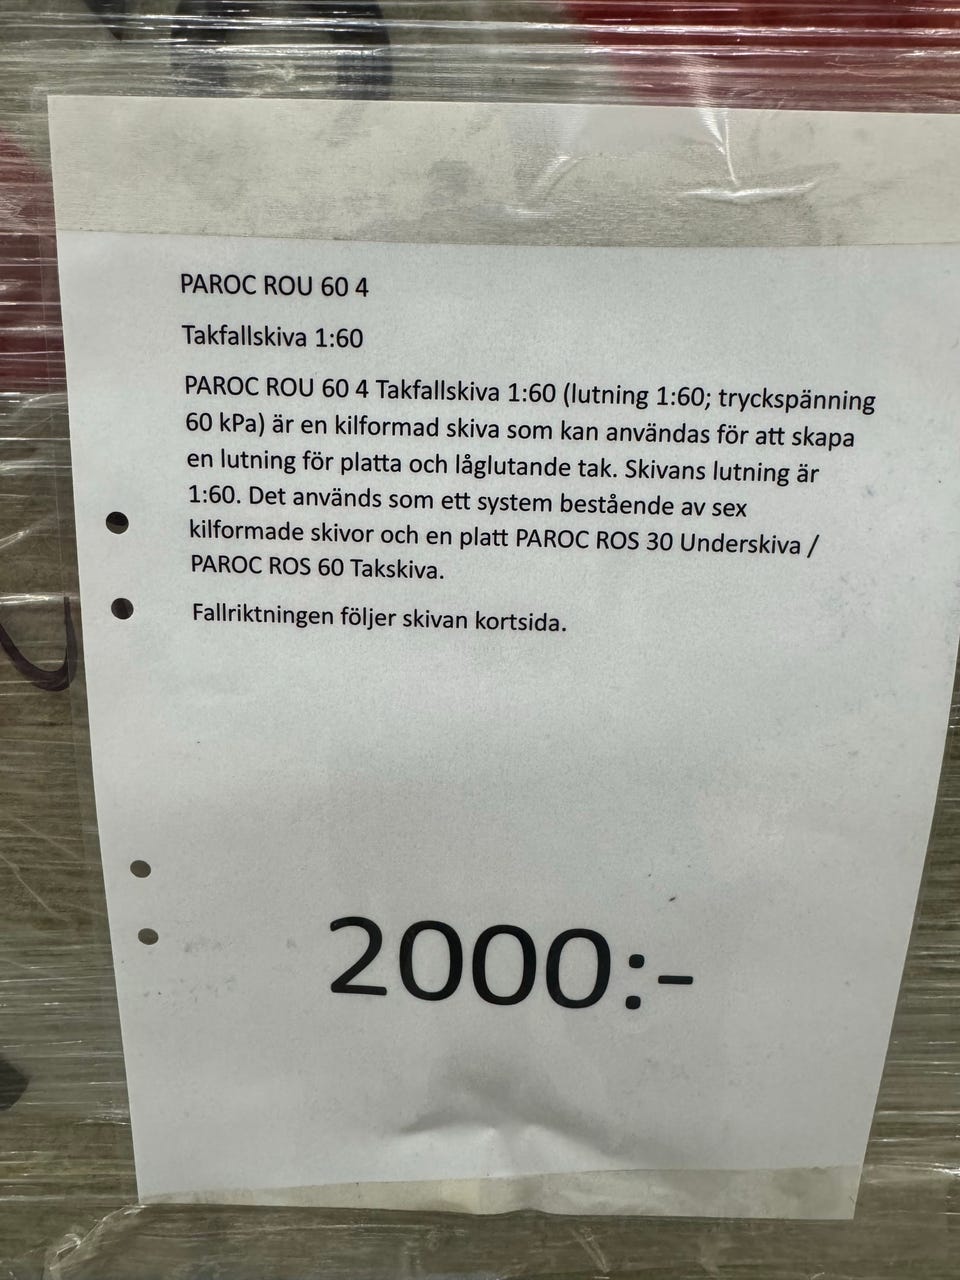 PAROC ROU 60 4
Takfallskiva 1:60
PAROC ROU 60 4 Takfallskiva 1:60 (lutning 1:60; tryckspänning
60 kPa) är en kilformad skiva som kan användas för att skapa
en lutning för platta och låglutande tak. Skivans lutning är
1:60. Det används som ett system bestående av sex
kilformade skivor och en platt PAROC ROS 30 Underskiva /
PAROC ROS 60 Takskiva.
Fallriktningen följer skivan kortsida.
2000:-